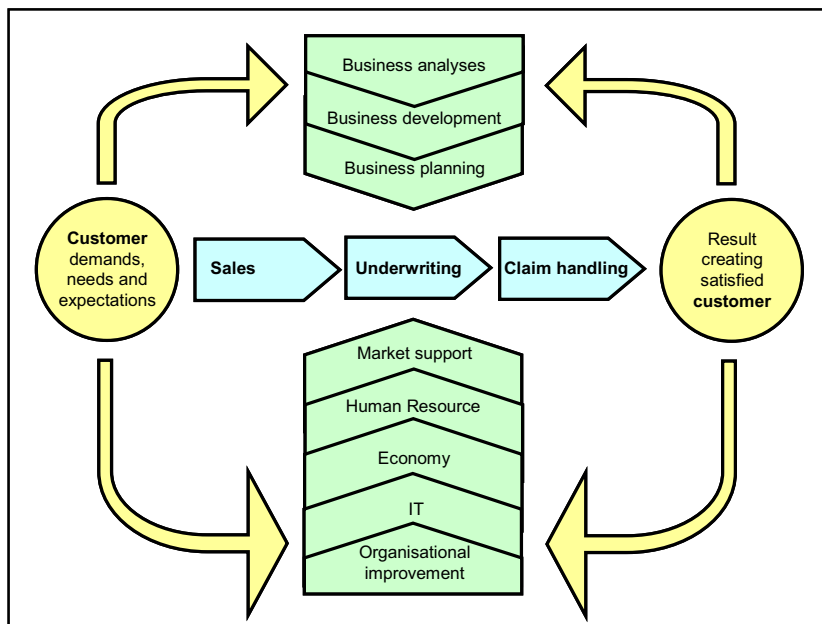 Business analyses
Business development
Business planning
Customer
demands,
needs and
expectations
Sales
Underwriting
Claim handling
Result
creating
satisfied
customer
Market support
Human Resource
Economy
IT
Organisational
improvement